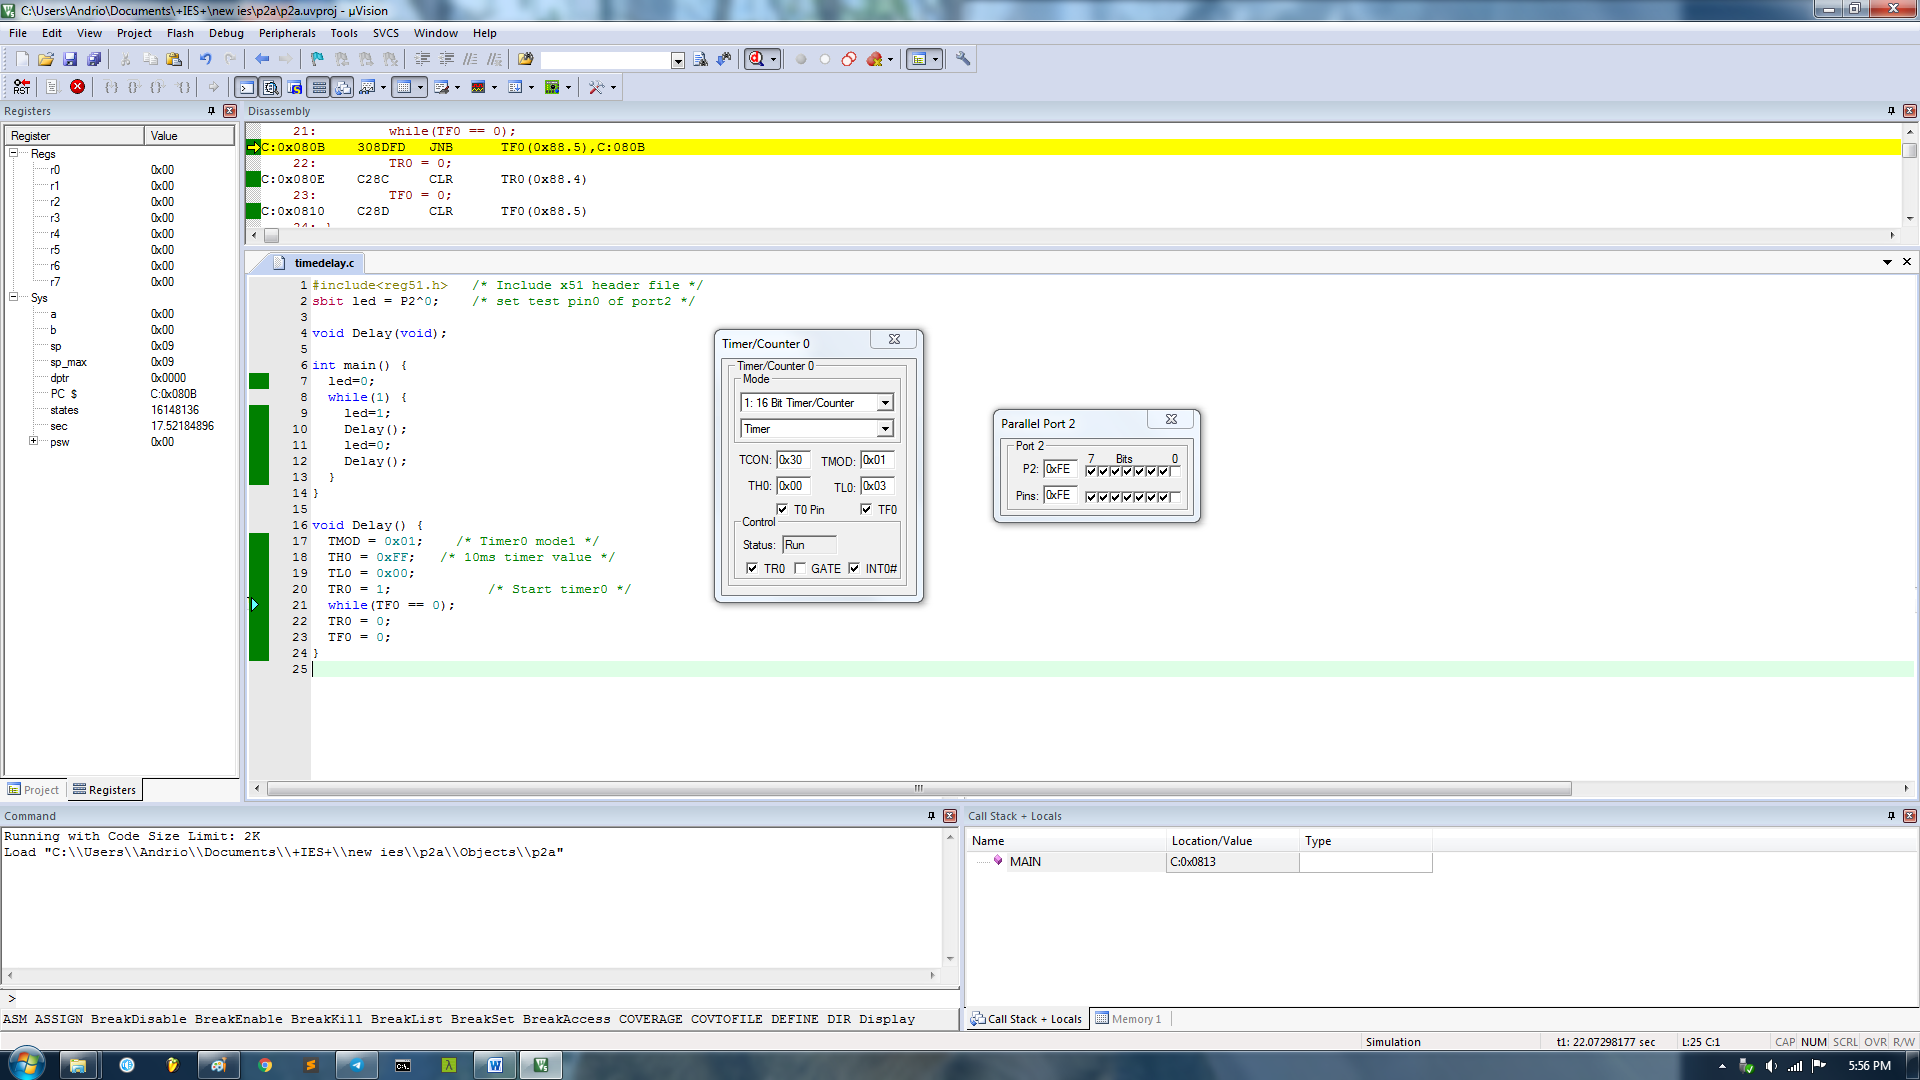 C:\Users\Andrio\Documents\+IES+\new ies\p2a\p2a.uvproj - µVision
File Edit View Project Flash Debug Peripherals Tools SVCS Window Help
RST
Registers
Register Value
Regs
r0 0x00
r1 0x00
r2 0x00
r3 0x00
r4 0x00
r5 0x00
r6 0x00
r7 0x00
Sys
a 0x00
b 0x00
sp 0x09
sp_max 0x09
dptr 0x0000
PC $ C:0x080B
states 16148136
sec 17.52184896
psw 0x00
Project Registers
Disassembly
21: while(TF0 == 0);
C:0x080B 308DFD JNB TF0(0x88.5),C:080B
22: TR0 = 0;
C:0x080E C28C CLR TR0(0x88.4)
23: TF0 = 0;
C:0x0810 C28D CLR TF0(0x88.5)
24: }
timedelay.c
1 #include<reg51.h> /* Include x51 header file */
2 sbit led = P2^0; /* set test pin0 of port2 */
3
4 void Delay(void);
5
6 int main() {
7 led=0;
8 while(1) {
9 led=1;
10 Delay();
11 led=0;
12 Delay();
13 }
14 }
15
16 void Delay() {
17 TMOD = 0x01; /* Timer0 mode1 */
18 TH0 = 0xFF; /* 10ms timer value */
19 TL0 = 0x00;
20 TR0 = 1; /* Start timer0 */
21 while(TF0 == 0);
22 TR0 = 0;
23 TF0 = 0;
24 }
25
Timer/Counter 0
Timer/Counter 0
Mode
1: 16 Bit Timer/Counter
Timer
TCON: 0x30 TMOD: 0x01
TH0: 0x00 TL0: 0x03
T0 Pin TF0
Control
Status: Run
TR0 GATE INT0#
Parallel Port 2
Port 2
7 Bits 0
P2: 0xFE
Pins: 0xFE
Command
Running with Code Size Limit: 2K
Load "C:\\Users\\Andrio\\Documents\\+IES+\\new ies\\p2a\\Objects\\p2a"
>
ASM ASSIGN BreakDisable BreakEnable BreakKill BreakList BreakSet BreakAccess COVERAGE COVTOFILE DEFINE DIR Display
Call Stack + Locals
Name Location/Value Type
MAIN C:0x0813
Call Stack + Locals Memory 1
Simulation t1: 22.07298177 sec L:25 C:1 CAP NUM SCRL OVR R/W
5:56 PM